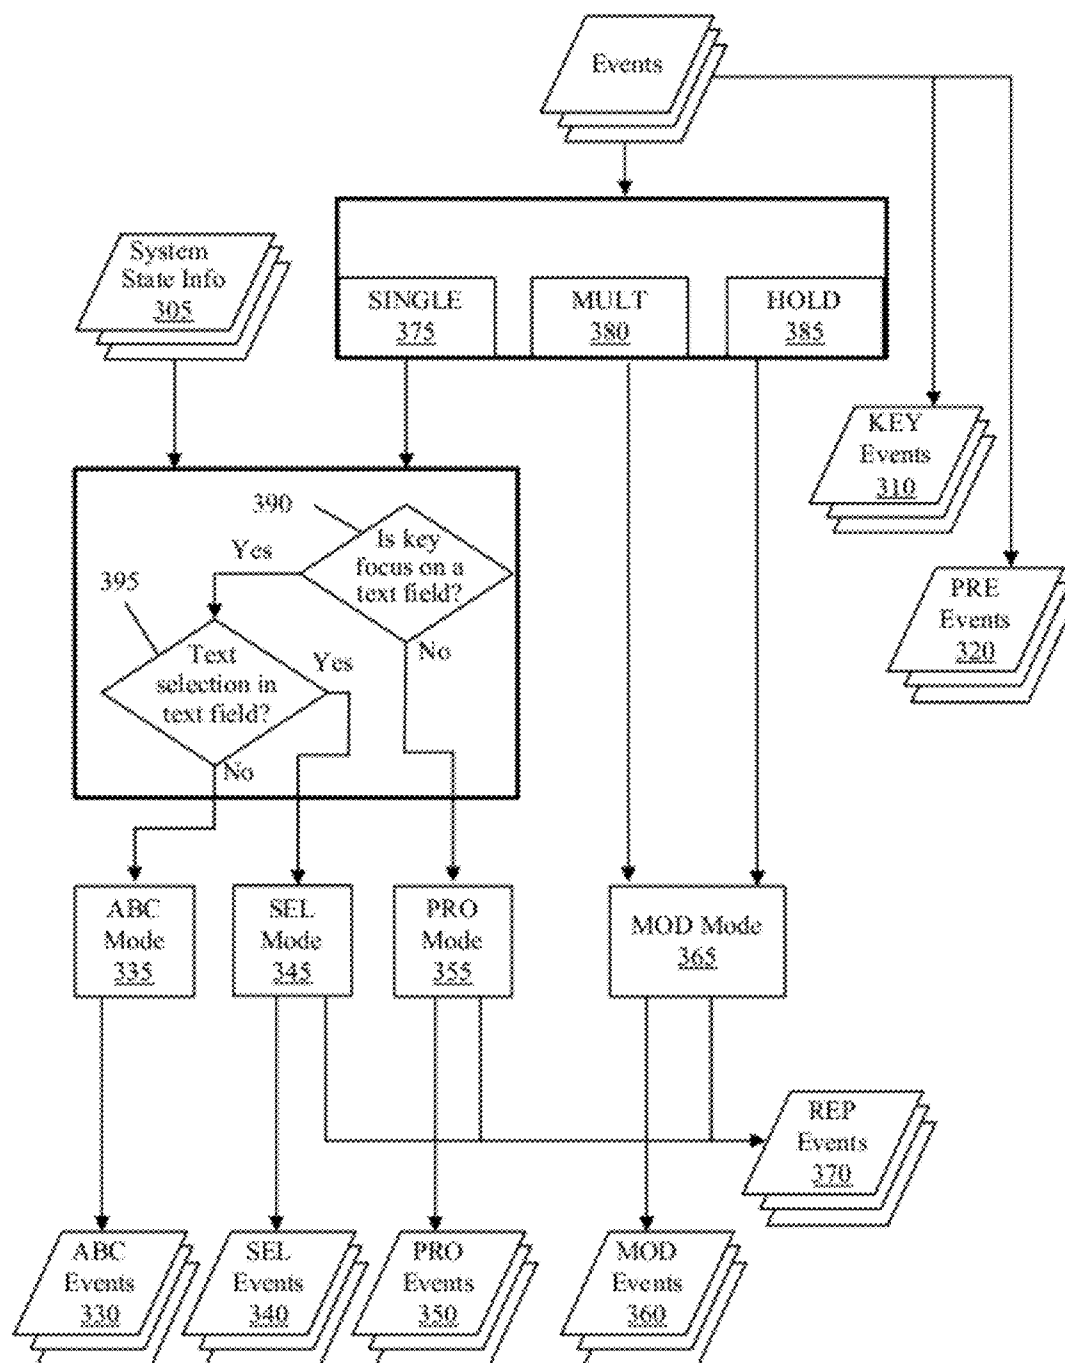 Events
System
State Info
305
SINGLE
375
MULT
380
HOLD
385
KEY
Events
310
PRE
Events
320
390
Is key
focus on a
text field?
Yes
No
395
Text
selection in
text field?
Yes
No
ABC
Mode
335
SEL
Mode
345
PRO
Mode
355
MOD Mode
365
REP
Events
370
ABC
Events
330
SEL
Events
340
PRO
Events
350
MOD
Events
360